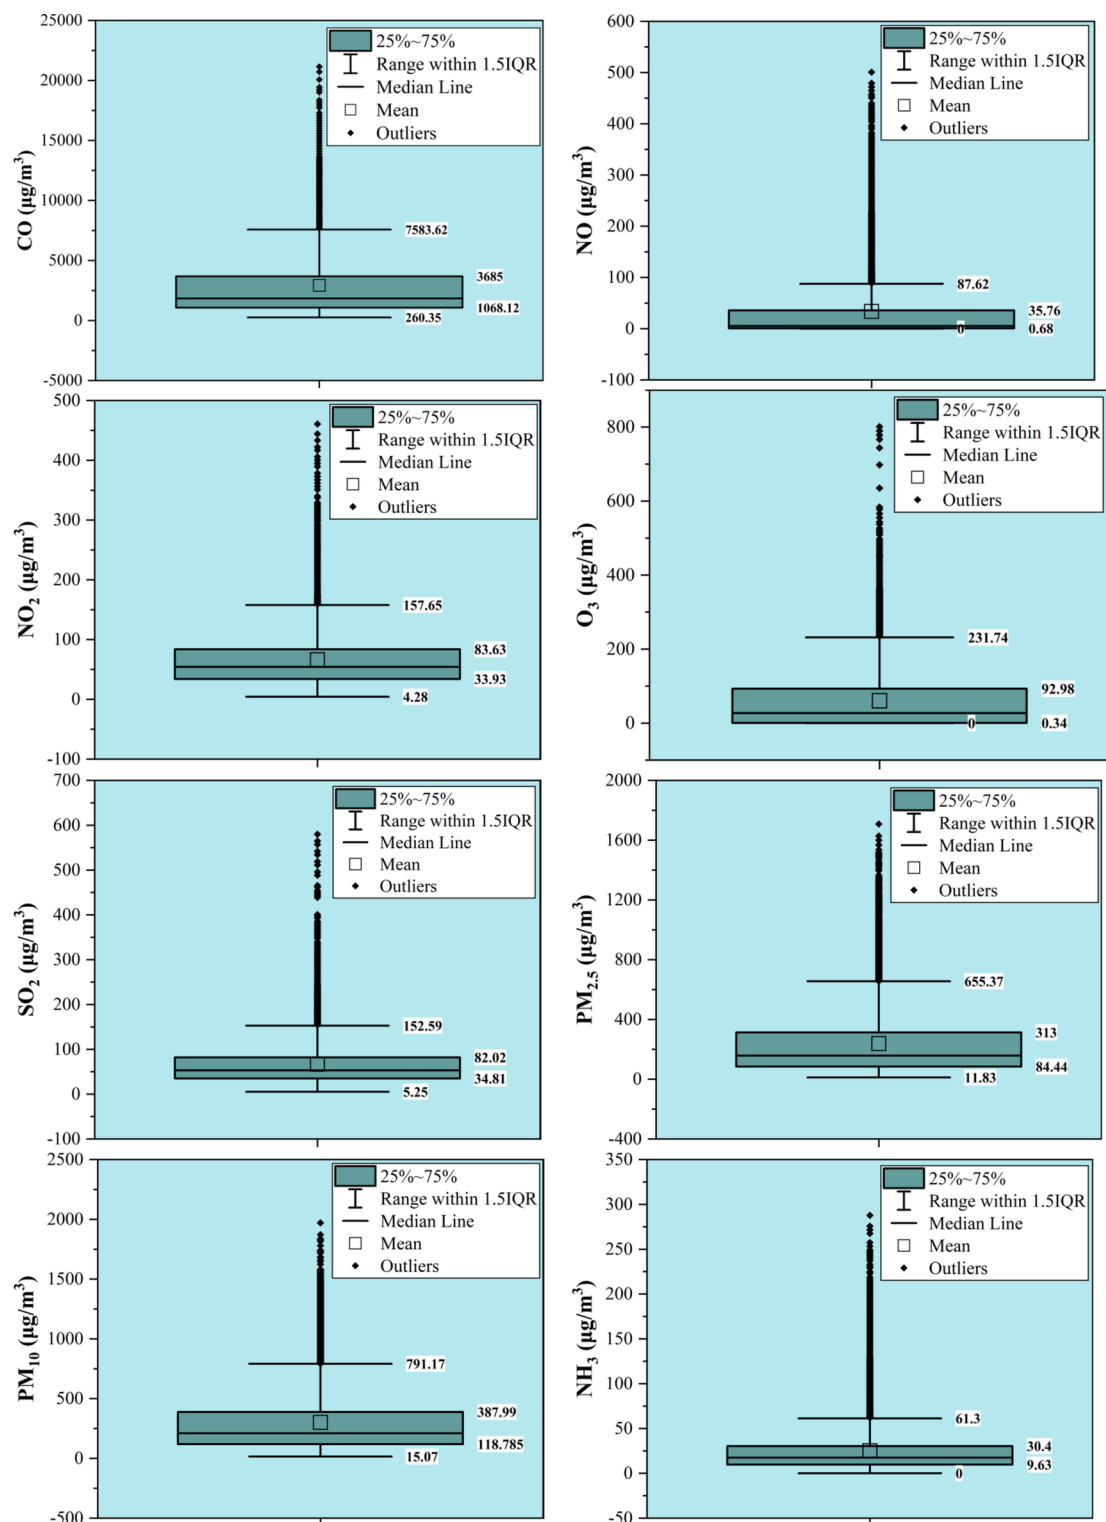 25000
20000
15000
10000
5000
0
-5000
CO (µg/m³)
25%~75%
Range within 1.5IQR
Median Line
Mean
Outliers
7583.62
3685
1068.12
260.35
600
500
400
300
200
100
0
-100
NO (µg/m³)
25%~75%
Range within 1.5IQR
Median Line
Mean
Outliers
87.62
35.76
0
0.68
500
400
300
200
100
0
-100
NO₂ (µg/m³)
25%~75%
Range within 1.5IQR
Median Line
Mean
Outliers
157.65
83.63
33.93
4.28
800
600
400
200
0
O₃ (µg/m³)
25%~75%
Range within 1.5IQR
Median Line
Mean
Outliers
231.74
92.98
0
0.34
700
600
500
400
300
200
100
0
-100
SO₂ (µg/m³)
25%~75%
Range within 1.5IQR
Median Line
Mean
Outliers
152.59
82.02
34.81
5.25
2000
1600
1200
800
400
0
-400
PM₂.₅ (µg/m³)
25%~75%
Range within 1.5IQR
Median Line
Mean
Outliers
655.37
313
84.44
11.83
2500
2000
1500
1000
500
0
-500
PM₁₀ (µg/m³)
25%~75%
Range within 1.5IQR
Median Line
Mean
Outliers
791.17
387.99
118.785
15.07
350
300
250
200
150
100
50
0
-50
NH₃ (µg/m³)
25%~75%
Range within 1.5IQR
Median Line
Mean
Outliers
61.3
30.4
9.63
0